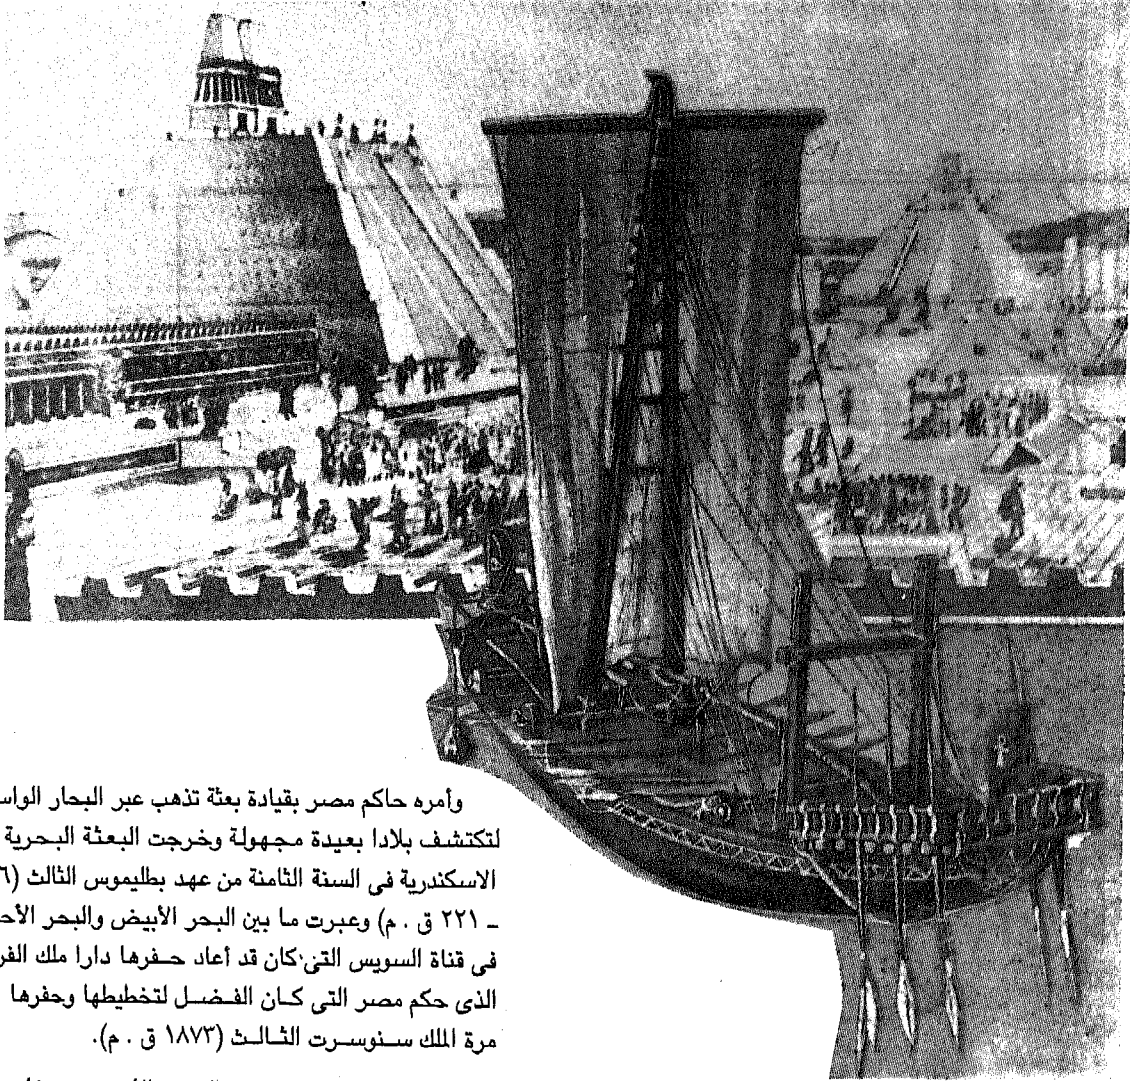 وأمره حاكم مصر بقيادة بعثة تذهب عبر البحار
لتكتشف بلادا بعيدة مجهولة وخرجت البعثة البحرية
الاسكندرية فى السنة الثامنة من عهد بطليموس الثالث
ـ ٢٢١ ق . م) وعبرت ما بين البحر الأبيض والبحر
فى قناة السويس التى كان قد أعاد حفرها دارا ملك
الذى حكم مصر التى كان الفضل لتخطيطها وحفرها
مرة الملك سنوسرت الثالث (١٨٧٣ ق . م).